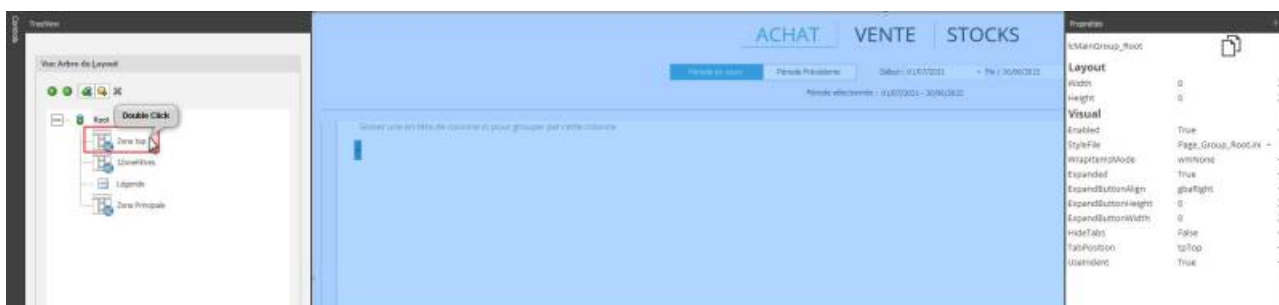 Controls
TreeView
Vue Arbre du Layout
Root
Double Click
Zone top
Légende
Zone Principale
ACHAT VENTE STOCKS
Période en cours Période Précédente Début : 01/07/2021 Fin : 30/06/2022
Période sélectionnée : 01/07/2021 - 30/06/2022
Glisser une en-tête de colonne ici pour grouper par cette colonne
Propriétés
lcMainGroup_Root
Layout
Width 0
Height 0
Visual
Enabled True
StyleFile Page_Group_Root.ini
WrapItemsMode wmNone
Expanded True
ExpandButtonAlign gbaRight
ExpandButtonHeight 0
ExpandButtonWidth 0
HideTabs False
TabPosition tpTop
UseIndent True